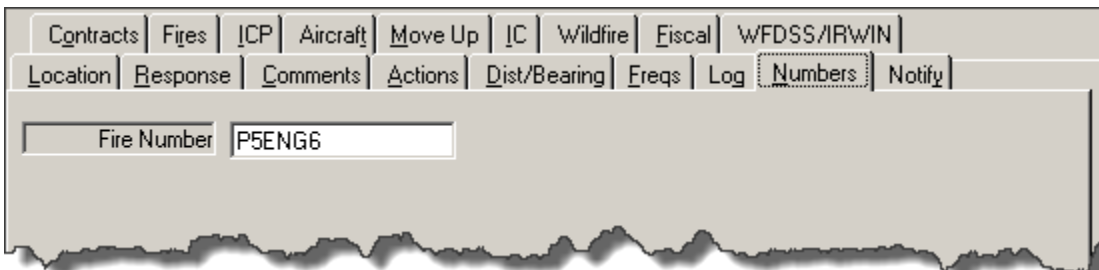 Contracts Fires ICP Aircraft Move Up IC Wildfire Fiscal WFDSS/IRWIN
Location Response Comments Actions Dist/Bearing Freqs Log Numbers Notify
Fire Number P5ENG6